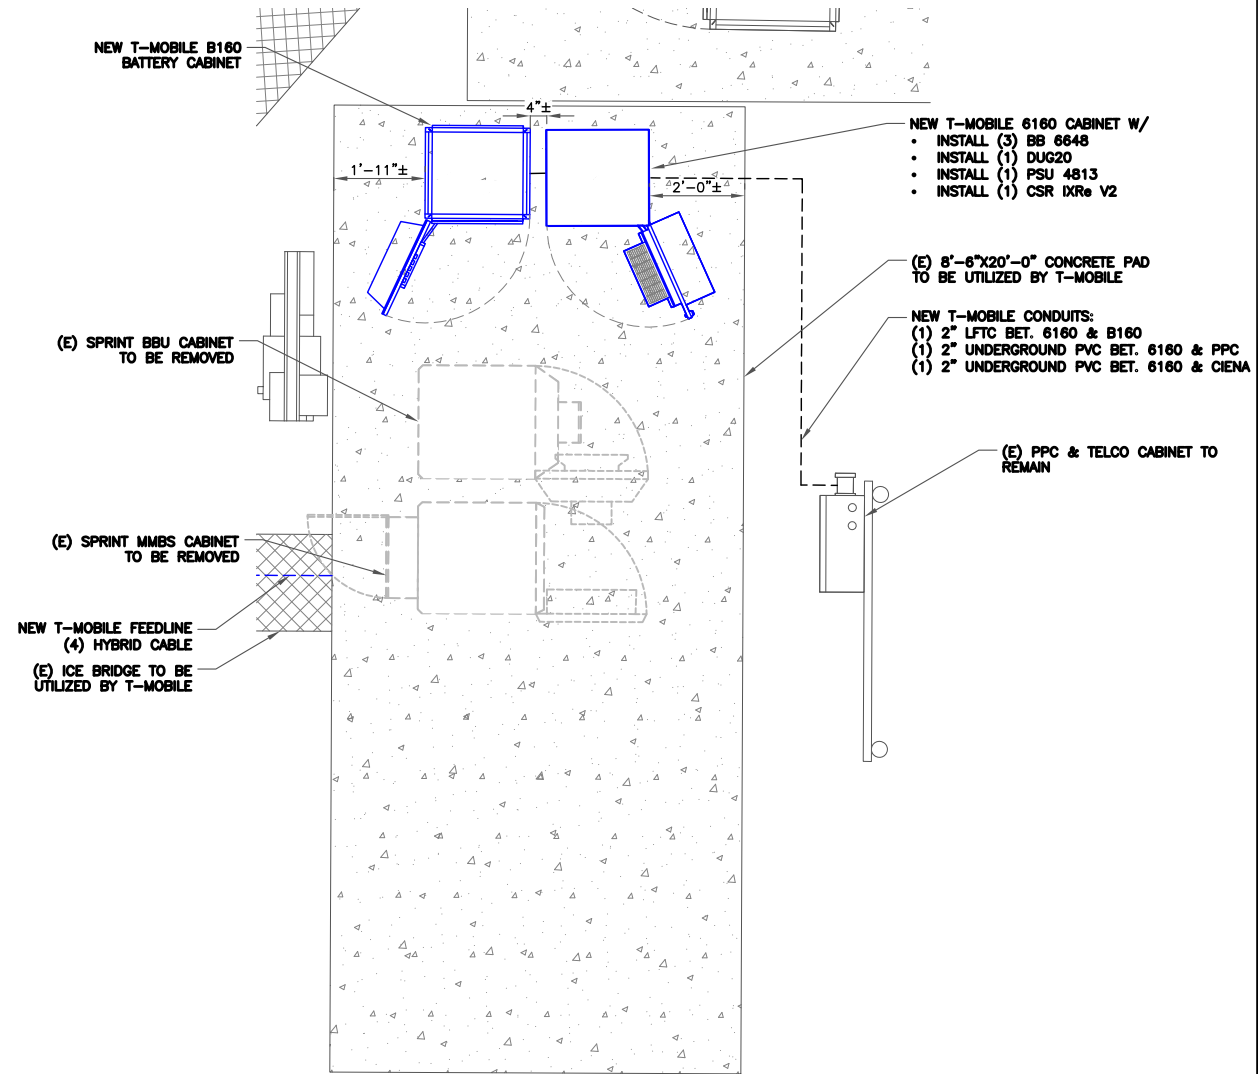 NEW T-MOBILE B160
BATTERY CABINET
4"±
1'-11"±
2'-0"±
NEW T-MOBILE 6160 CABINET W/
• INSTALL (3) BB 6648
• INSTALL (1) DUG20
• INSTALL (1) PSU 4813
• INSTALL (1) CSR IXRe V2
(E) 8'-6"X20'-0" CONCRETE PAD
TO BE UTILIZED BY T-MOBILE
NEW T-MOBILE CONDUITS:
(1) 2" LFTC BET. 6160 & B160
(1) 2" UNDERGROUND PVC BET. 6160 & PPC
(1) 2" UNDERGROUND PVC BET. 6160 & CIENA
(E) SPRINT BBU CABINET
TO BE REMOVED
(E) PPC & TELCO CABINET TO
REMAIN
(E) SPRINT MMBS CABINET
TO BE REMOVED
NEW T-MOBILE FEEDLINE
(4) HYBRID CABLE
(E) ICE BRIDGE TO BE
UTILIZED BY T-MOBILE